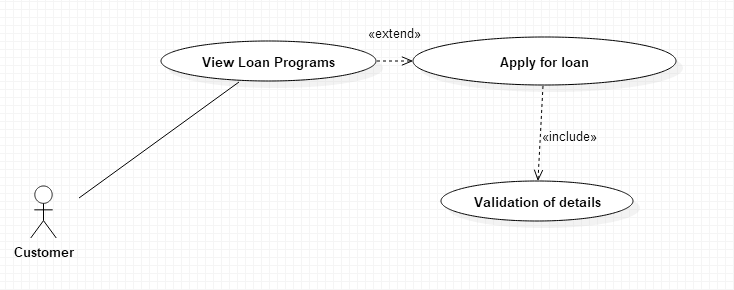 «extend»
View Loan Programs
Apply for loan
«include»
Validation of details
Customer